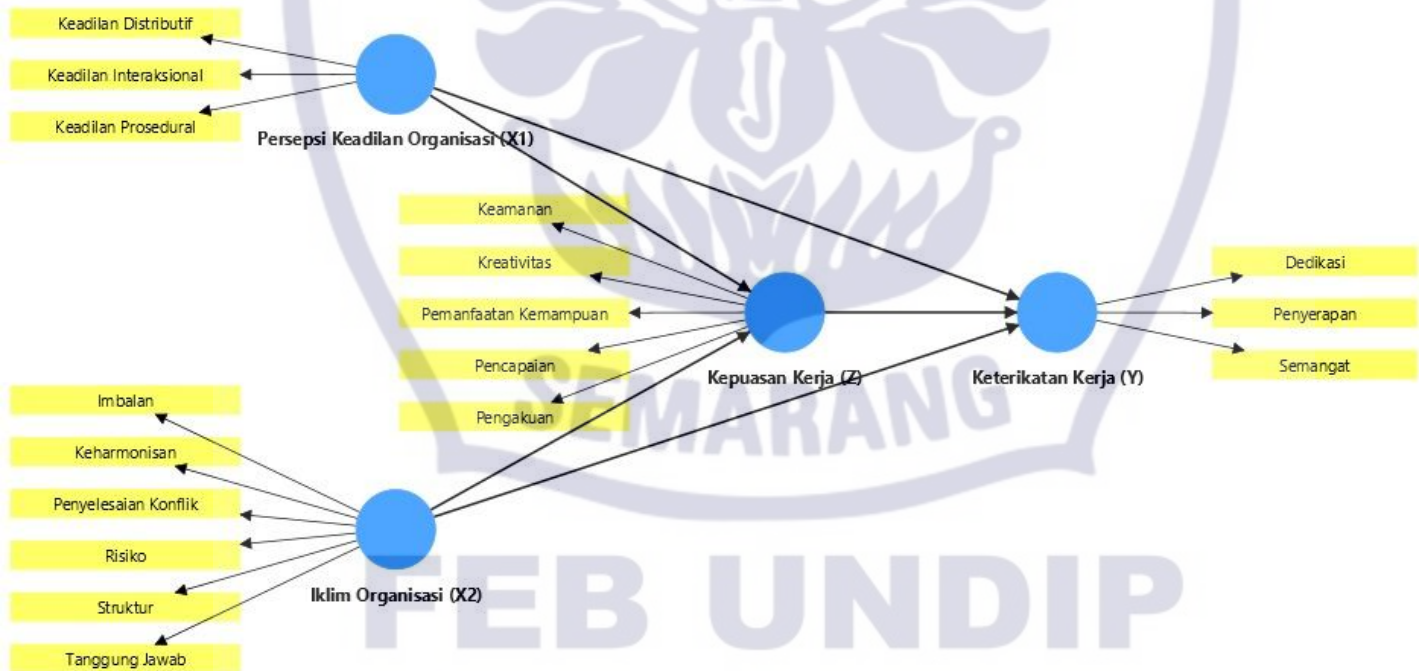 Keadilan Distributif
Keadilan Interaksional
Keadilan Prosedural
Persepsi Keadilan Organisasi (X1)
Keamanan
Kreativitas
Pemanfaatan Kemampuan
Pencapaian
Pengakuan
Kepuasan Kerja (Z)
Keterikatan Kerja (Y)
Dedikasi
Penyerapan
Semangat
Imbalan
Keharmonisan
Penyelesaian Konflik
Risiko
Struktur
Tanggung Jawab
Iklim Organisasi (X2)
SEMARANG
FEB UNDIP